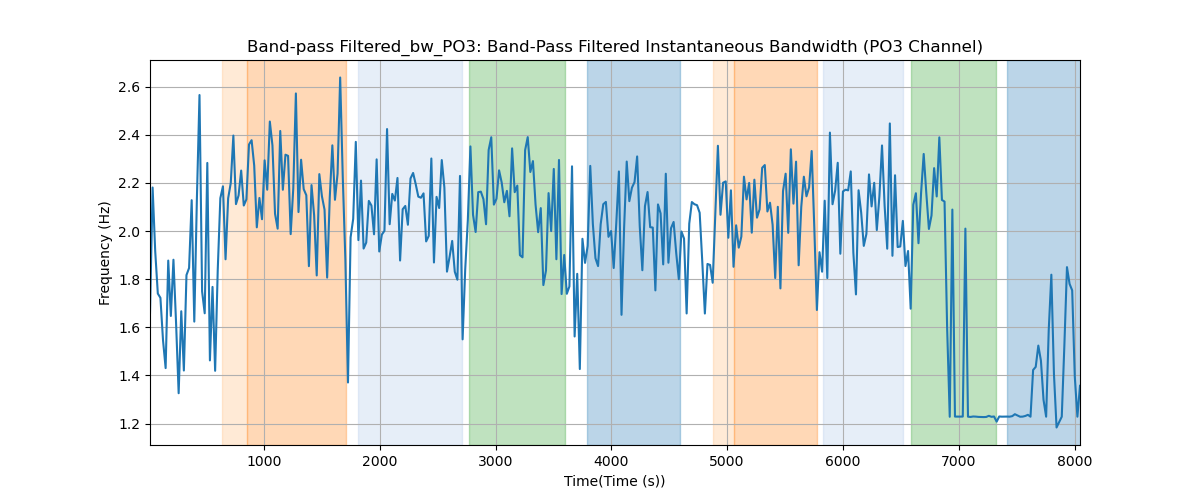 Band-pass Filtered_bw_PO3: Band-Pass Filtered Instantaneous Bandwidth (PO3 Channel)
Frequency (Hz)
2.6
2.4
2.2
2.0
1.8
1.6
1.4
1.2
1000 2000 3000 4000 5000 6000 7000 8000
Time(Time (s))